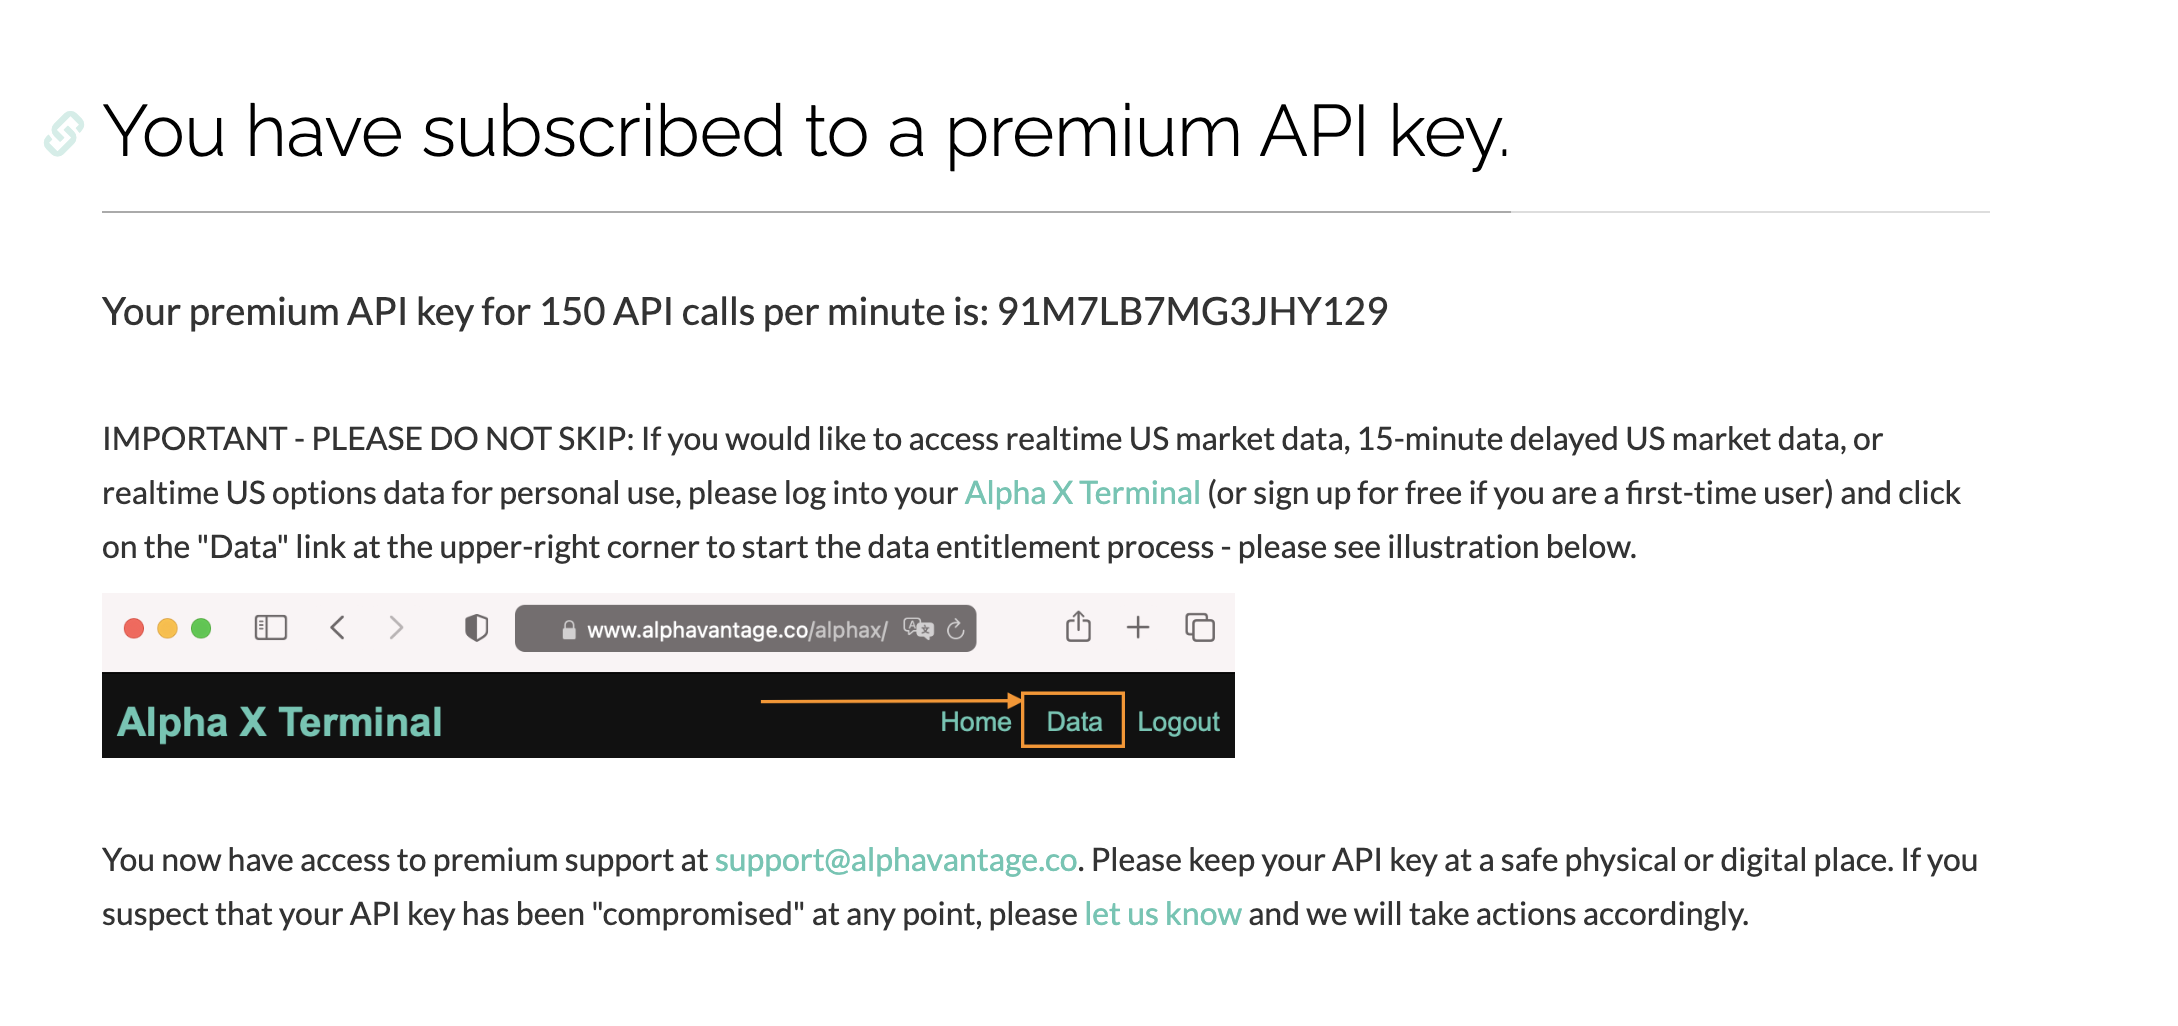 You have subscribed to a premium API key.
Your premium API key for 150 API calls per minute is: 91M7LB7MG3JHY129
IMPORTANT - PLEASE DO NOT SKIP: If you would like to access realtime US market data, 15-minute delayed US market data, or
realtime US options data for personal use, please log into your Alpha X Terminal (or sign up for free if you are a first-time user) and click
on the "Data" link at the upper-right corner to start the data entitlement process - please see illustration below.
www.alphavantage.co/alphax/
Alpha X Terminal Home Data Logout
You now have access to premium support at support@alphavantage.co. Please keep your API key at a safe physical or digital place. If you
suspect that your API key has been "compromised" at any point, please let us know and we will take actions accordingly.